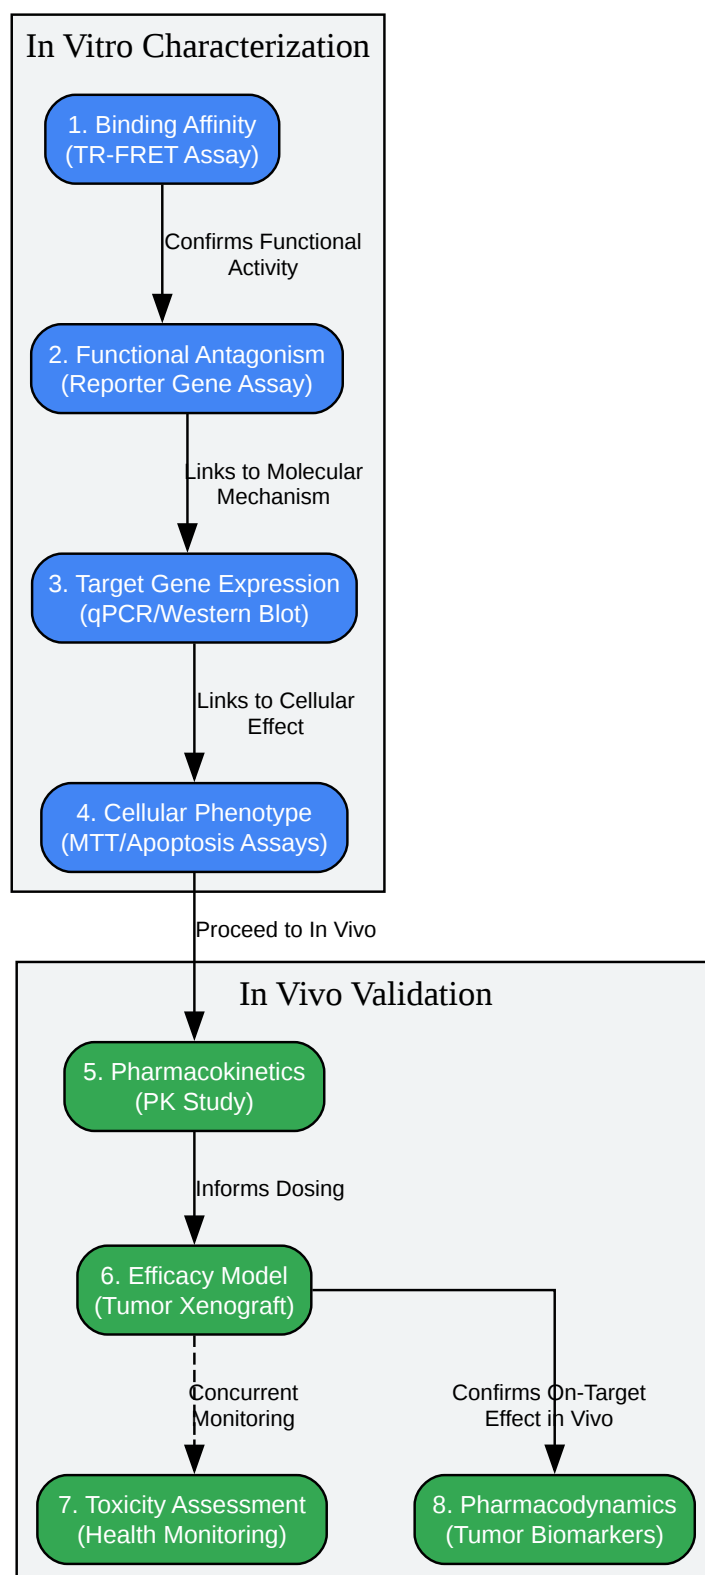 In Vitro Characterization
1. Binding Affinity
(TR-FRET Assay)
Confirms Functional
Activity
2. Functional Antagonism
(Reporter Gene Assay)
Links to Molecular
Mechanism
3. Target Gene Expression
(qPCR/Western Blot)
Links to Cellular
Effect
4. Cellular Phenotype
(MTT/Apoptosis Assays)
Proceed to In Vivo
In Vivo Validation
5. Pharmacokinetics
(PK Study)
Informs Dosing
6. Efficacy Model
(Tumor Xenograft)
Concurrent
Monitoring
Confirms On-Target
Effect in Vivo
7. Toxicity Assessment
(Health Monitoring)
8. Pharmacodynamics
(Tumor Biomarkers)